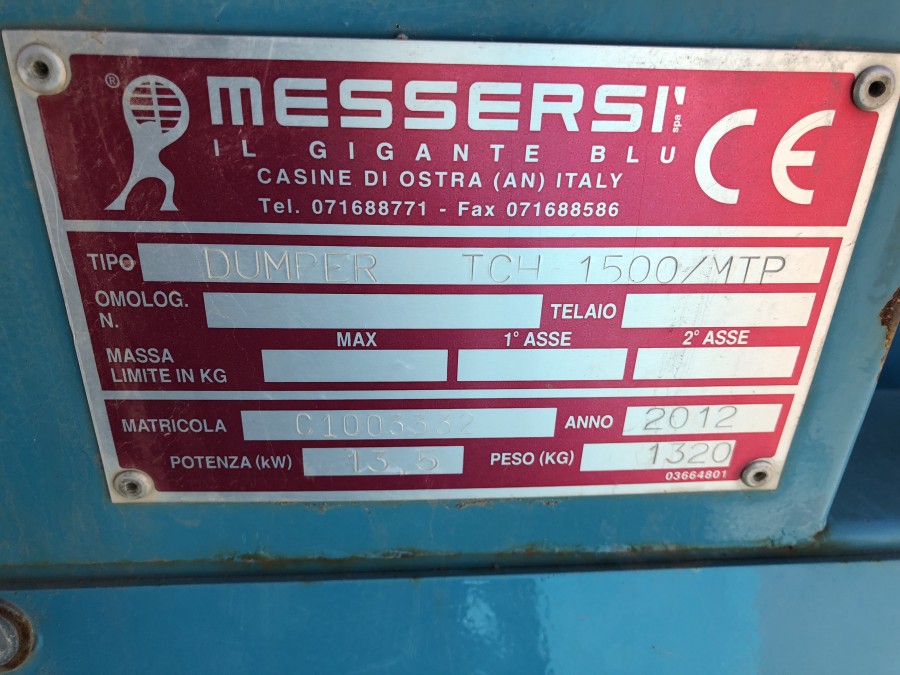 ®
MESSERSI' spa
IL GIGANTE BLU
CASINE DI OSTRA (AN) ITALY
Tel. 071688771 - Fax 071688586
CE
TIPO DUMPER TCH 1500/MTP
OMOLOG. N. TELAIO
MAX 1° ASSE 2° ASSE
MASSA LIMITE IN KG
MATRICOLA C1003332 ANNO 2012
POTENZA (kW) 13,5 PESO (KG) 1320
03664801